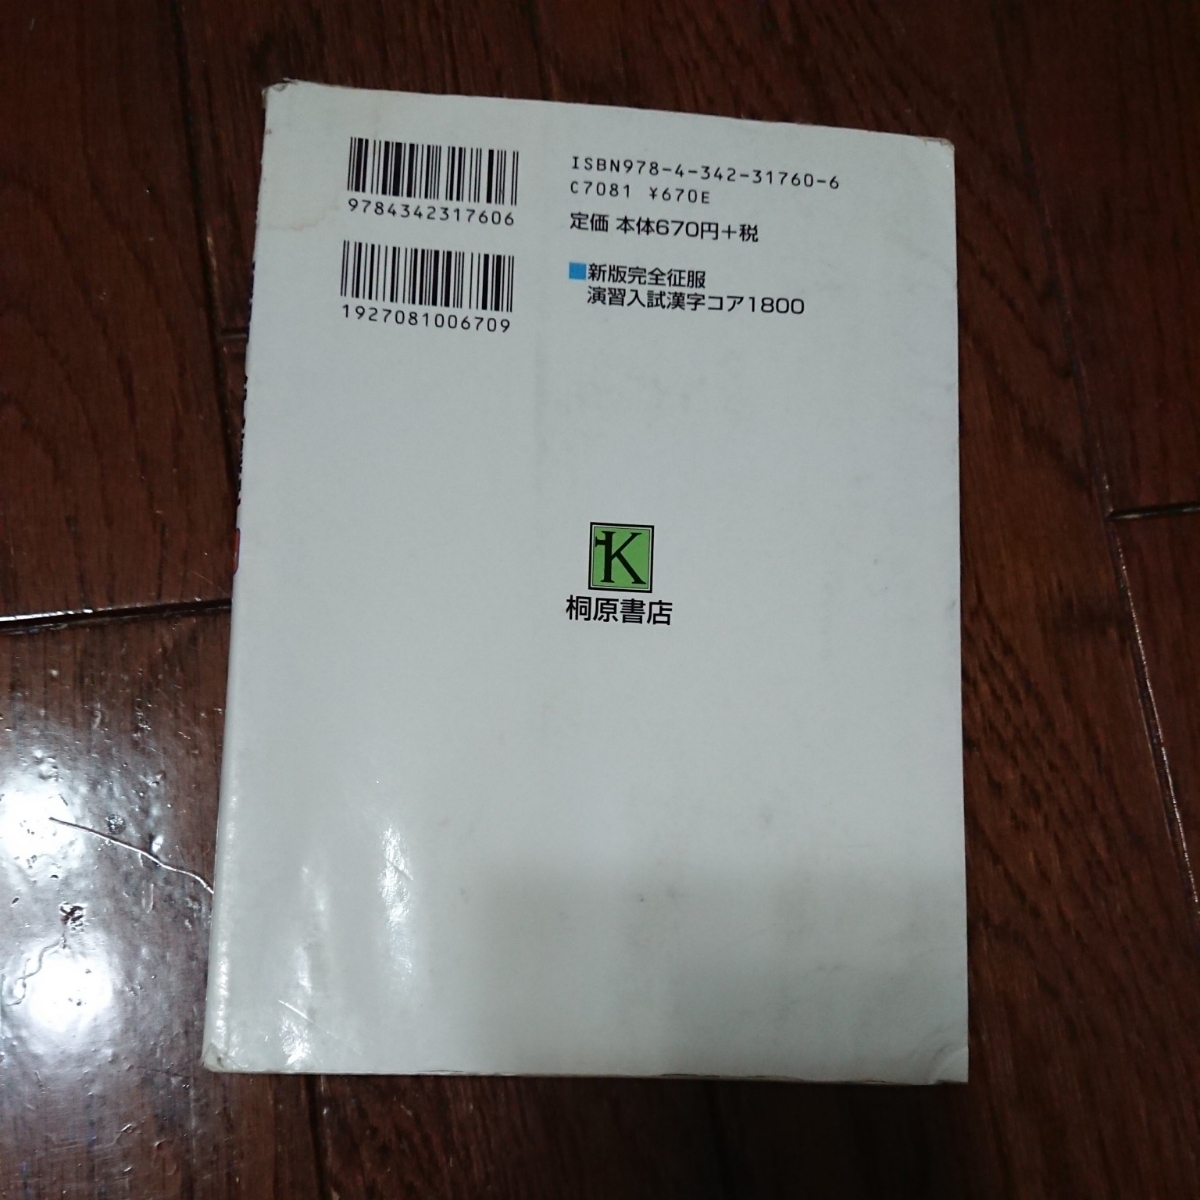 9784342317606
1927081006709
ISBN978-4-342-31760-6
C7081 ¥670E
定価 本体670円+税
■新版完全征服
演習入試漢字コア1800
K
桐原書店